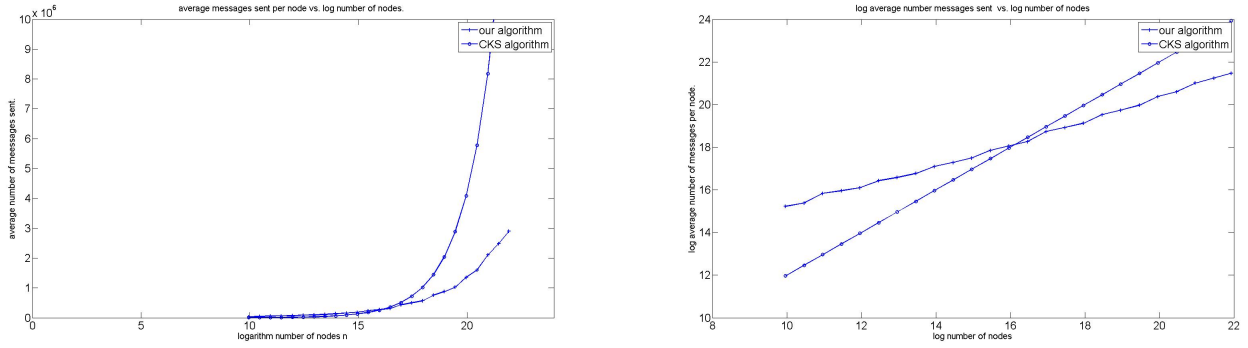 average messages sent per node vs. log number of nodes.
10 x 10^6
9
8
7
6
5
4
3
2
1
0
average number of meessages sent.
our algorithm
CKS algorithm
0 5 10 15 20
logarithm number of nodes n
log average number messages sent vs. log number of nodes
24
22
20
18
16
14
12
10
log average number of messages per node.
our algorithm
CKS algorithm
8 10 12 14 16 18 20 22
log number of nodes